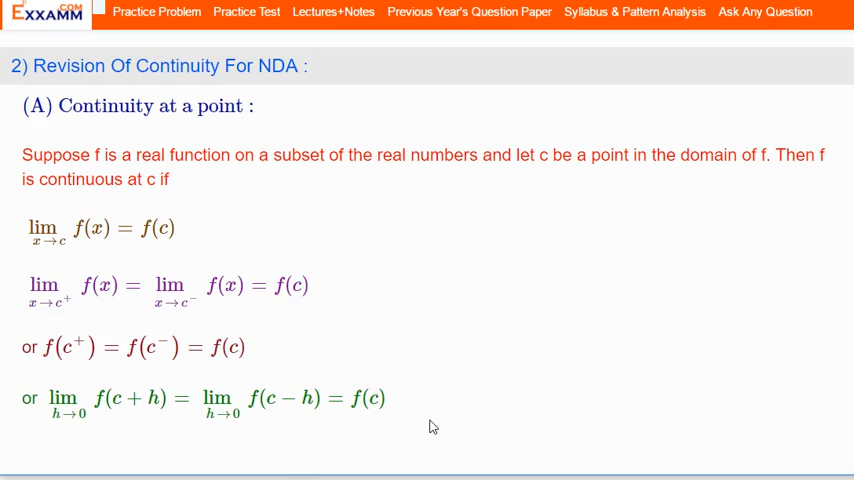 EXXAMM .COM
Practice Problem Practice Test Lectures+Notes Previous Year's Question Paper Syllabus & Pattern Analysis Ask Any Question
2) Revision Of Continuity For NDA :
(A) Continuity at a point :
Suppose f is a real function on a subset of the real numbers and let c be a point in the domain of f. Then f
is continuous at c if
lim x→c f(x) = f(c)
lim x→c⁺ f(x) = lim x→c⁻ f(x) = f(c)
or f(c⁺) = f(c⁻) = f(c)
or lim h→0 f(c + h) = lim h→0 f(c − h) = f(c)